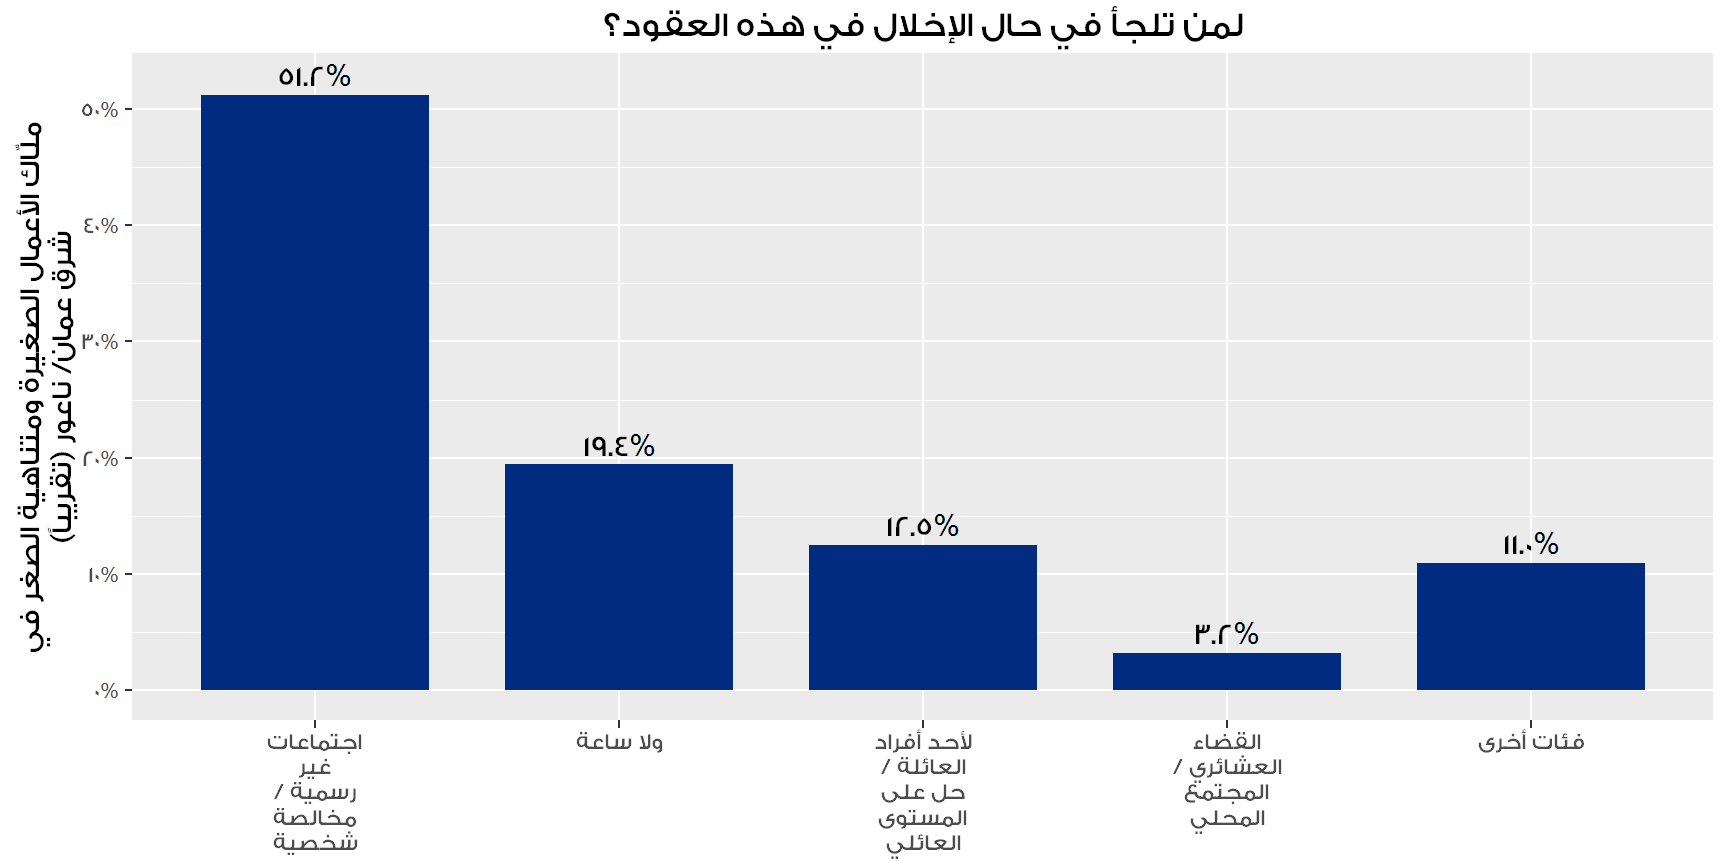 لمن تلجأ في حال الإخلال في هذه العقود؟
ملّاك الأعمال الصغيرة ومتناهية الصغر في
شرق عمان/ ناعور (تقريباً)
٥٠%
٤٠%
٣٠%
٢٠%
١٠%
٠%
٥١.٢%
١٩.٤%
١٢.٥%
٣.٢%
١١.٠%
اجتماعات
غير
رسمية /
مخالصة
شخصية
ولا ساعة
لأحد أفراد
العائلة /
حل على
المستوى
العائلي
القضاء
العشائري /
المجتمع
المحلي
فئات أخرى